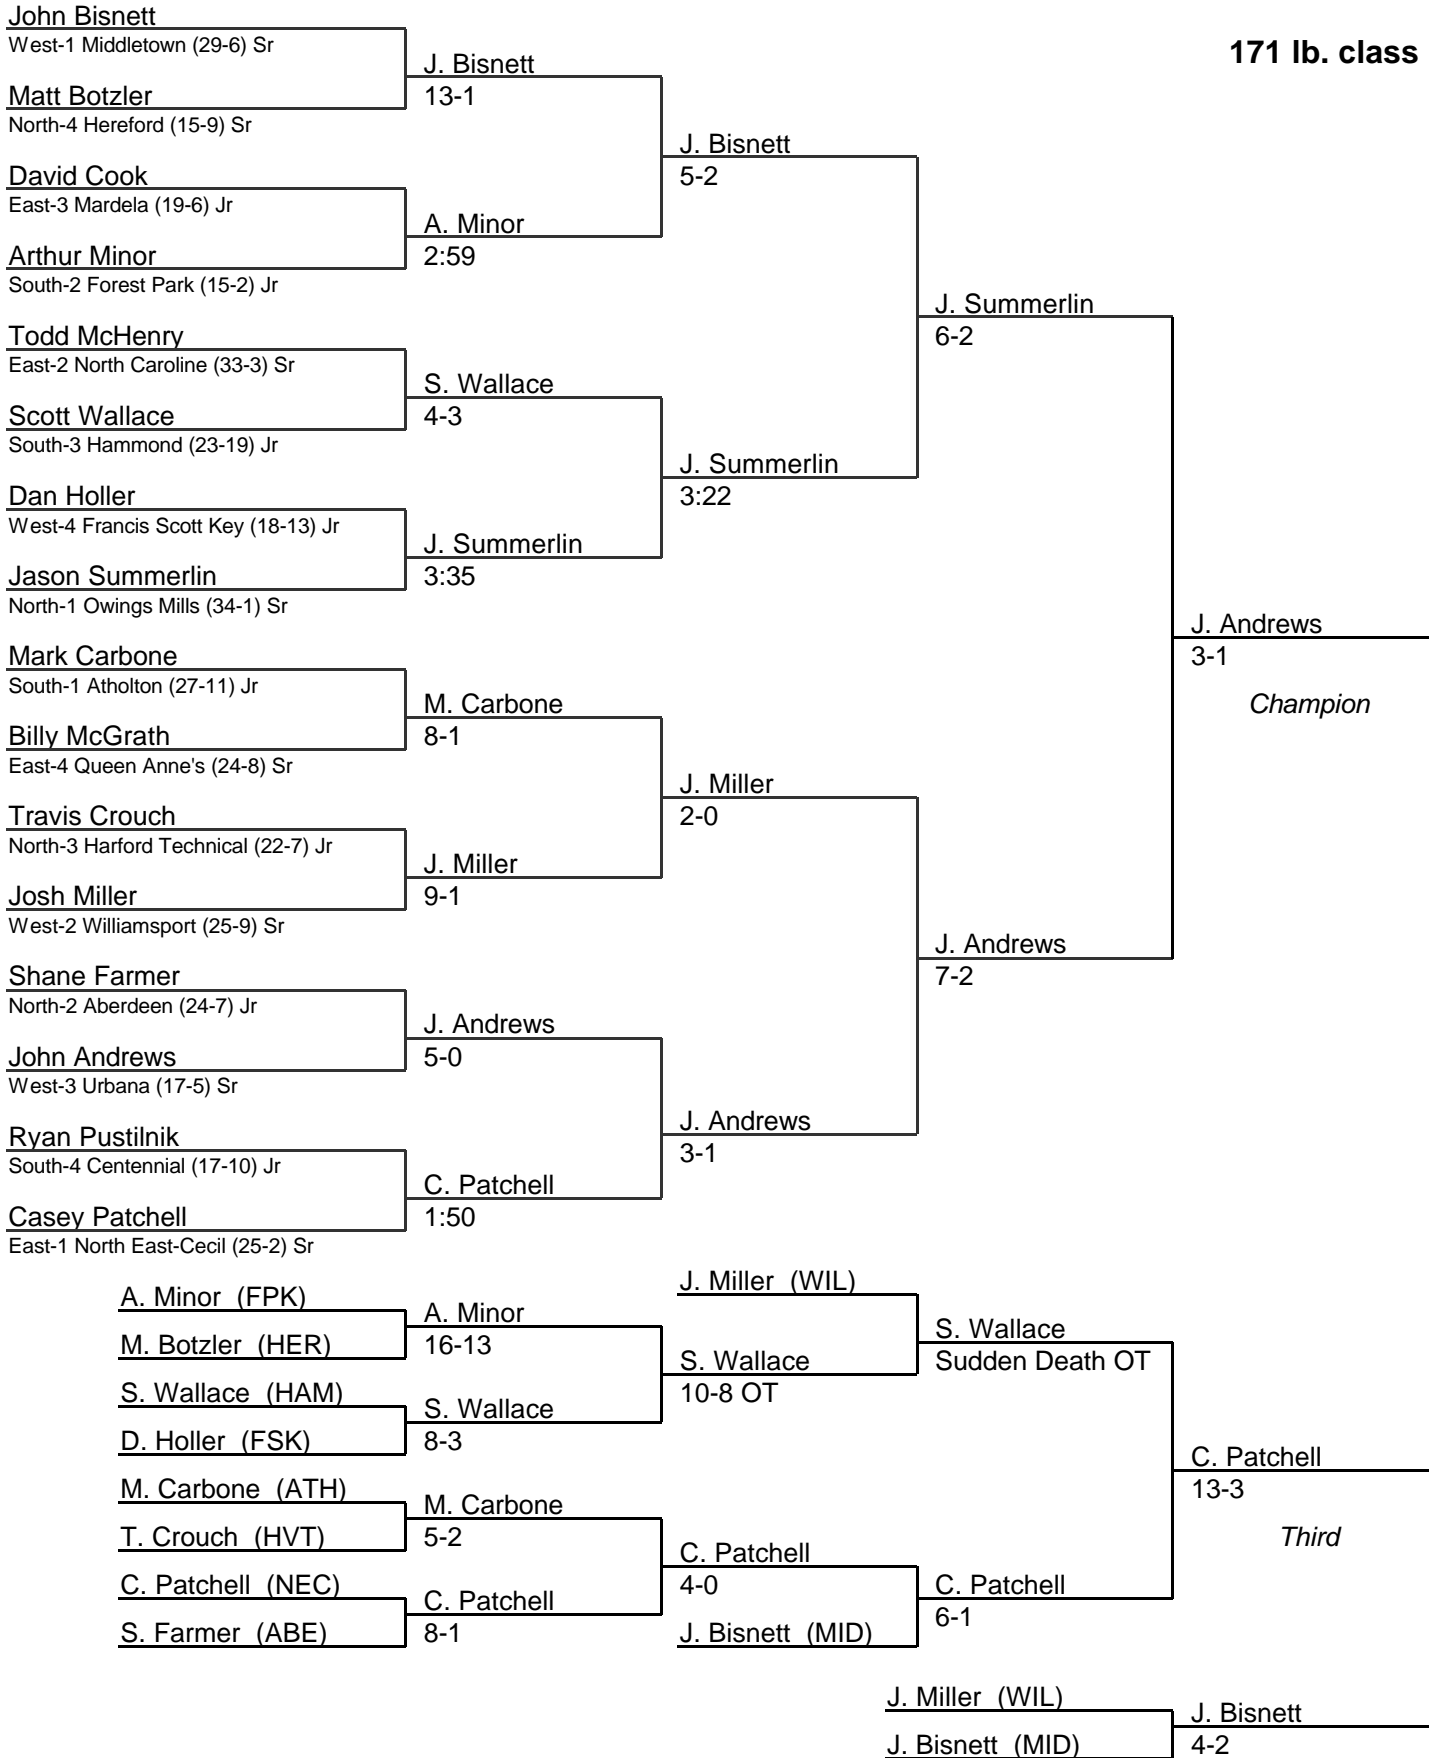 John Bisnett
West-1 Middletown (29-6) Sr
171 lb. class
J. Bisnett
13-1
Matt Botzler
North-4 Hereford (15-9) Sr
J. Bisnett
5-2
David Cook
East-3 Mardela (19-6) Jr
A. Minor
2:59
Arthur Minor
South-2 Forest Park (15-2) Jr
J. Summerlin
6-2
Todd McHenry
East-2 North Caroline (33-3) Sr
S. Wallace
4-3
Scott Wallace
South-3 Hammond (23-19) Jr
J. Summerlin
3:22
Dan Holler
West-4 Francis Scott Key (18-13) Jr
J. Summerlin
3:35
Jason Summerlin
North-1 Owings Mills (34-1) Sr
J. Andrews
3-1
Champion
Mark Carbone
South-1 Atholton (27-11) Jr
M. Carbone
8-1
Billy McGrath
East-4 Queen Anne's (24-8) Sr
J. Miller
2-0
Travis Crouch
North-3 Harford Technical (22-7) Jr
J. Miller
9-1
Josh Miller
West-2 Williamsport (25-9) Sr
J. Andrews
7-2
Shane Farmer
North-2 Aberdeen (24-7) Jr
J. Andrews
5-0
John Andrews
West-3 Urbana (17-5) Sr
J. Andrews
3-1
Ryan Pustilnik
South-4 Centennial (17-10) Jr
C. Patchell
1:50
Casey Patchell
East-1 North East-Cecil (25-2) Sr
J. Miller (WIL)
A. Minor (FPK)
A. Minor
16-13
M. Botzler (HER)
S. Wallace
Sudden Death OT
S. Wallace
10-8 OT
S. Wallace (HAM)
S. Wallace
8-3
D. Holler (FSK)
C. Patchell
13-3
Third
M. Carbone (ATH)
M. Carbone
5-2
T. Crouch (HVT)
C. Patchell
4-0
C. Patchell (NEC)
C. Patchell
8-1
C. Patchell
6-1
S. Farmer (ABE)
J. Bisnett (MID)
J. Miller (WIL)
J. Bisnett
4-2
J. Bisnett (MID)